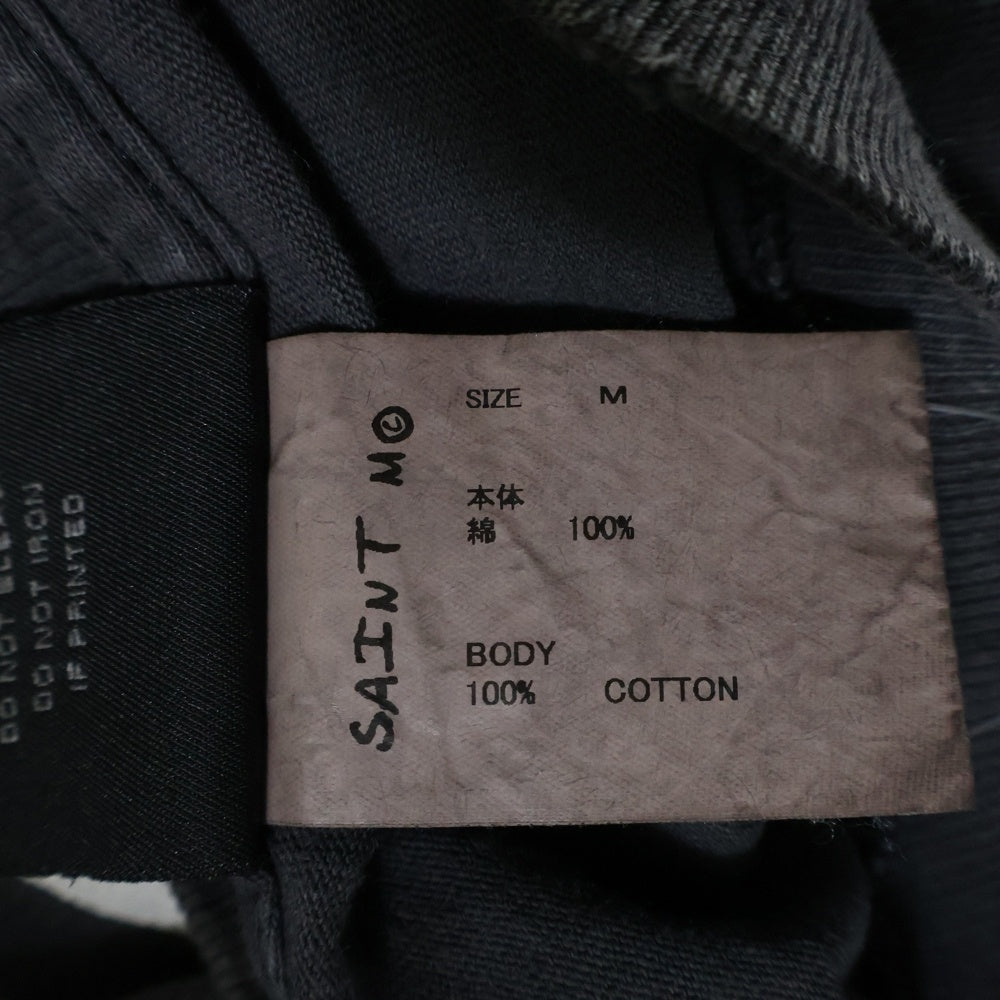 DO NOT IRON
IF PRINTED
SAINT M©
SIZE M
本体
綿 100%
BODY
100% COTTON